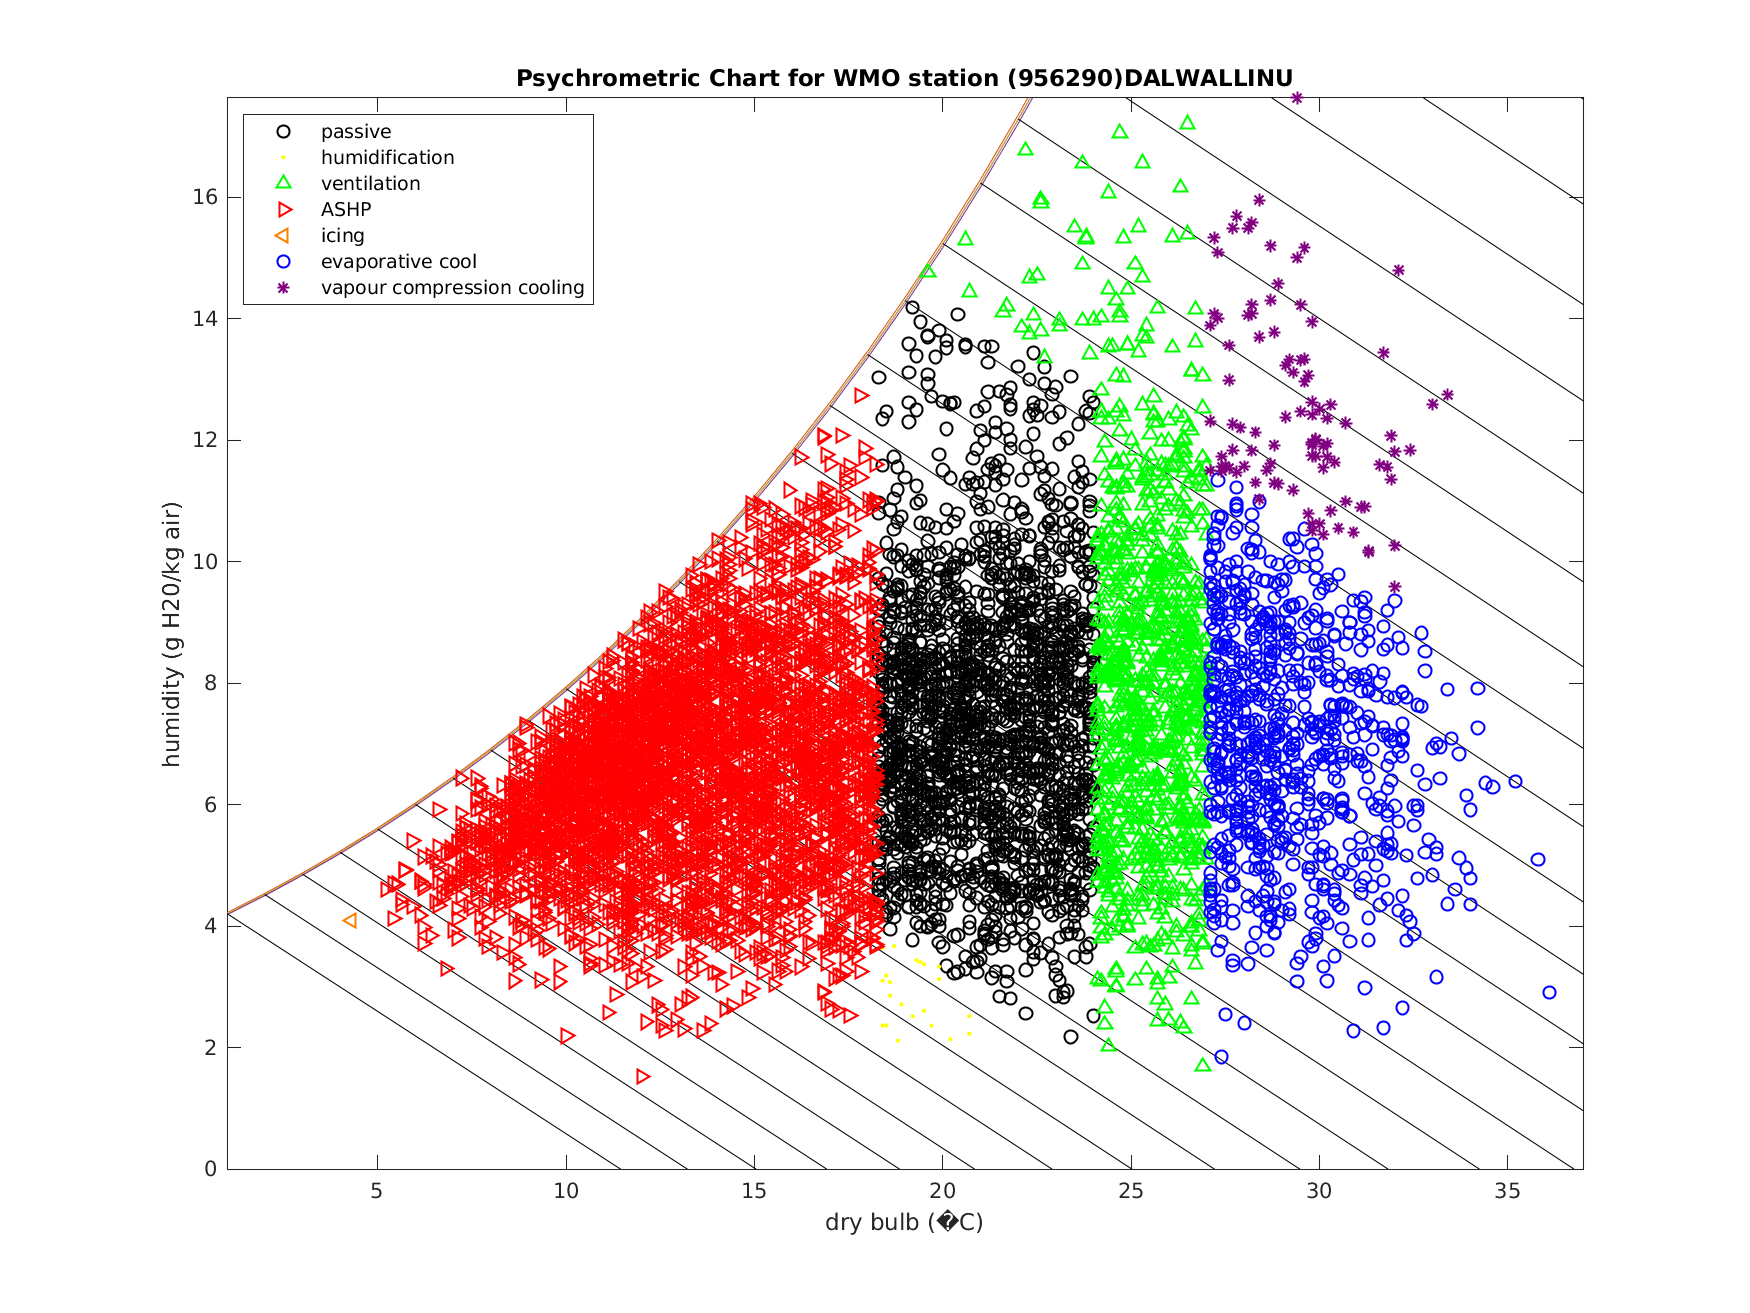 Psychrometric Chart for WMO station (956290)DALWALLINU
passive
humidification
ventilation
ASHP
icing
evaporative cool
vapour compression cooling
humidity (g H20/kg air)
16
14
12
10
8
6
4
2
0
5 10 15 20 25 30 35
dry bulb (�C)